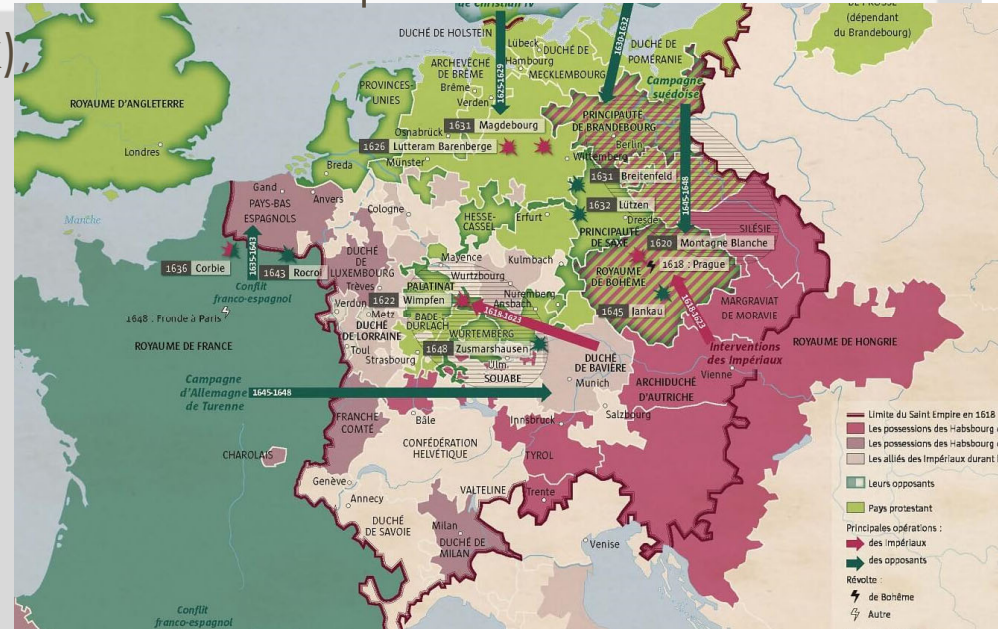 ),
de Christian IV
DE PRUSSE
(dépendant
du Brandebourg)
DUCHÉ DE HOLSTEIN
Lübeck
Hambourg
DUCHÉ DE
MECKLEMBOURG
DUCHÉ DE
POMÉRANIE
1625-1629
1630-1632
ARCHEVÊCHÉ
DE BRÊME
Brême
Verden
Campagne
suédoise
ROYAUME D'ANGLETERRE
Londres
PROVINCES-
UNIES
Osnabrück
1631 Magdebourg
1626 Lutteram Barenberge
Münster
Breda
PRINCIPAUTÉ
DE BRANDEBOURG
Berlin
Wittemberg
1631 Breitenfeld
1632 Lützen
Dresde
1645-1648
Gand
Anvers
PAYS-BAS
ESPAGNOLS
Cologne
HESSE-
CASSEL
Erfurt
PRINCIPAUTÉ
DE SAXE
SILÉSIE
1620 Montagne Blanche
1618 : Prague
ROYAUME
DE BOHÈME
1645 Jankau
MARGRAVIAT
DE MORAVIE
Manche
1636 Corbie
1635-1643
1643 Rocroi
Conflit
franco-espagnol
1648 : Fronde à Paris
ROYAUME DE FRANCE
DUCHÉ
DE
LUXEMBOURG
Trèves
Verdon
Metz
DUCHÉ
DE LORRAINE
Toul
Strasbourg
Mayence
Kulmbach
Wurtzbourg
PALATINAT
1622 Wimpfen
Nüremberg
Ansbach
BADE-
DURLACH
1618-1623
WÜRTEMBERG
1648 Zusmarshausen
Ulm
SOUABE
DUCHÉ
DE BAVIÈRE
Munich
Salzbourg
1618-1623
Interventions
des Impériaux
Vienne
ARCHIDUCHÉ
D'AUTRICHE
ROYAUME DE HONGRIE
Campagne
d'Allemagne
de Turenne
1645-1648
FRANCHE
COMTÉ
CHAROLAIS
Bâle
CONFÉDÉRATION
HELVÉTIQUE
Innsbruck
TYROL
Genève
Annecy
VALTELINE
Trente
DUCHÉ
DE SAVOIE
Milan
DUCHÉ DE
MILAN
Venise
Conflit
franco-espagnol
Limite du Saint Empire en 1618
Les possessions des Habsbourg
Les possessions des Habsbourg
Les alliés des Impériaux durant
Leurs opposants
Pays protestant
Principales opérations :
des Impériaux
des opposants
Révolte :
de Bohême
Autre